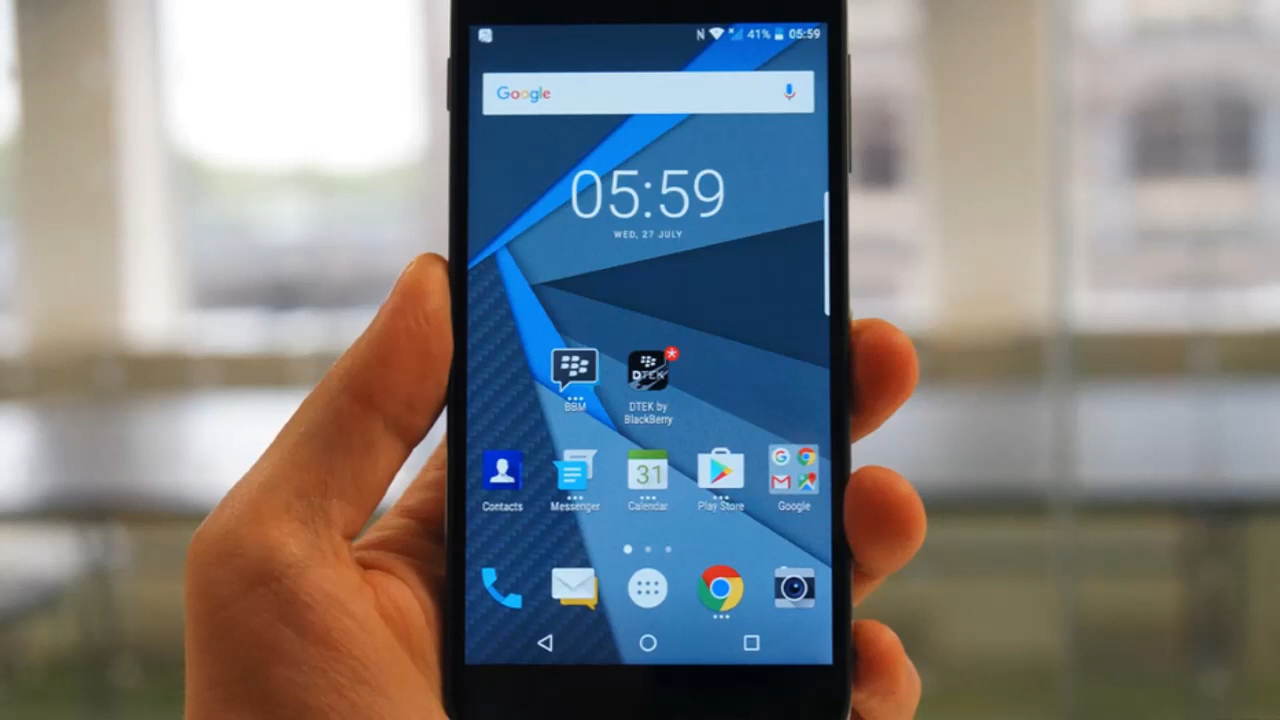 N 41% 05:59
Google
05:59
WED, 27 JULY
BBM
DTEK
DTEK by
BlackBerry
31
G
Contacts
Messenger
Calendar
Play Store
Google